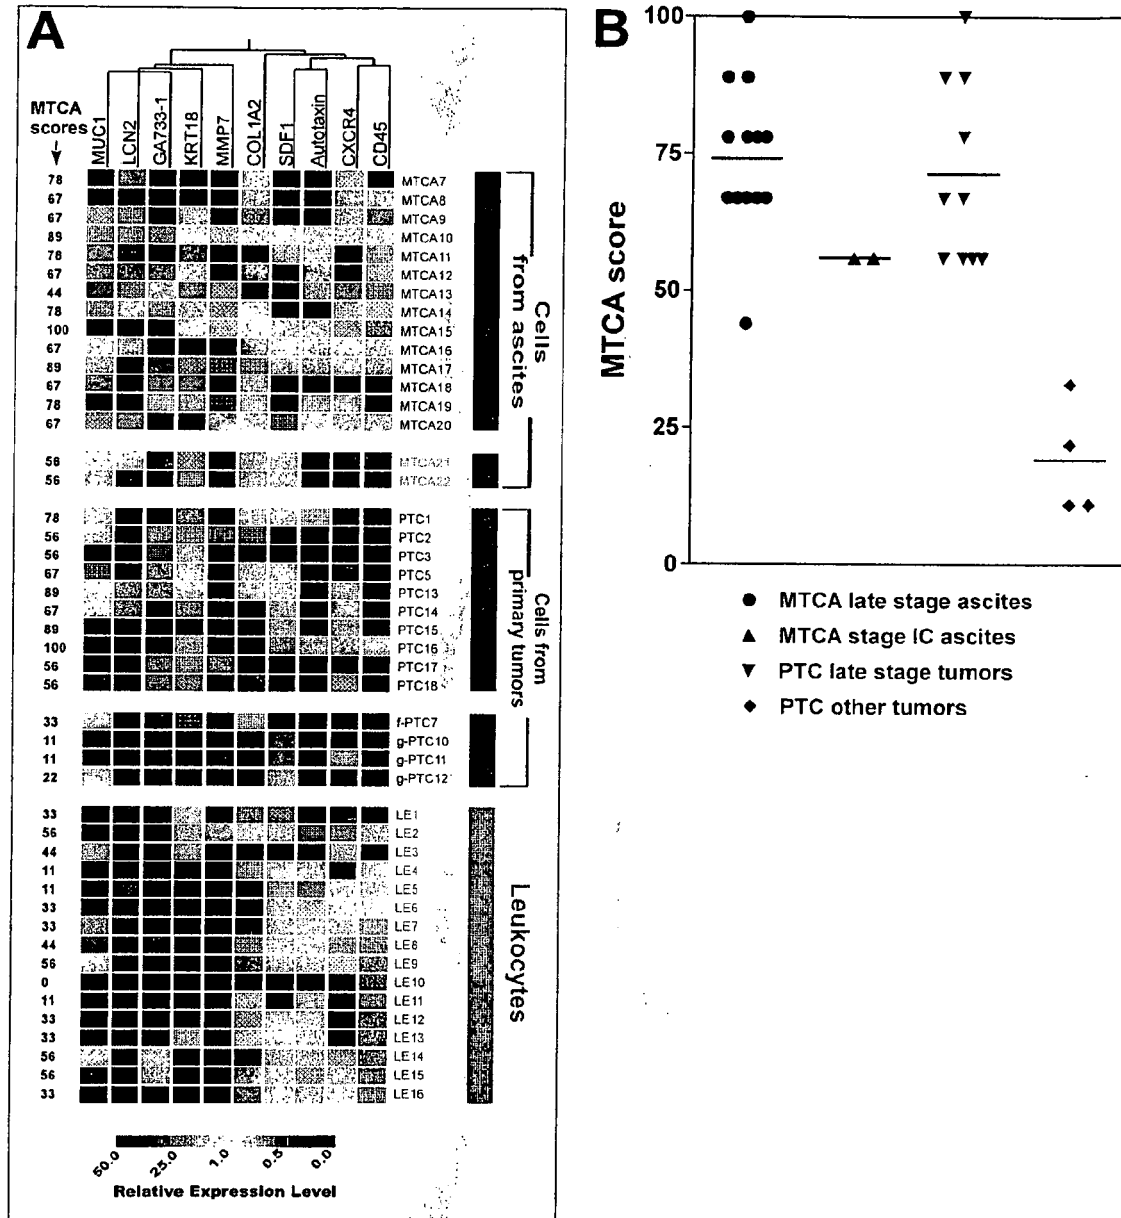 A
MTCA
scores
MUC1
LCN2
GA733-1
KRT18
MMP7
COL1A2
SDF1
Autotaxin
CXCR4
CD45
78 MTCA7
67 MTCA8
67 MTCA9
89 MTCA10
78 MTCA11
67 MTCA12
44 MTCA13
78 MTCA14
100 MTCA15
67 MTCA16
89 MTCA17
67 MTCA18
78 MTCA19
67 MTCA20
Cells
from ascites
56 MTCA21
56 MTCA22
78 PTC1
56 PTC2
56 PTC3
67 PTC5
89 PTC13
67 PTC14
89 PTC15
100 PTC16
56 PTC17
56 PTC18
Cells from
primary tumors
33 f-PTC7
11 g-PTC10
11 g-PTC11
22 g-PTC12
33 LE1
56 LE2
44 LE3
11 LE4
11 LE5
33 LE6
33 LE7
44 LE8
56 LE9
0 LE10
11 LE11
33 LE12
33 LE13
56 LE14
56 LE15
33 LE16
Leukocytes
50.0 25.0 1.0 0.5 0.0
Relative Expression Level
B
MTCA score
100
75
50
25
0
MTCA late stage ascites
MTCA stage IC ascites
PTC late stage tumors
PTC other tumors